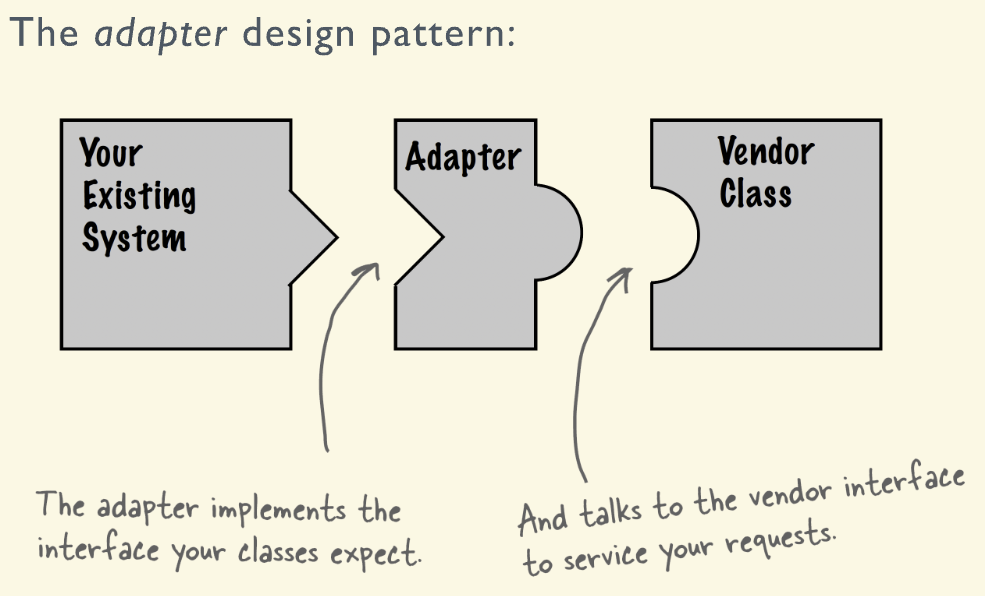 The adapter design pattern:
Your
Existing
System
Adapter
Vendor
Class
The adapter implements the
interface your classes expect.
And talks to the vendor interface
to service your requests.